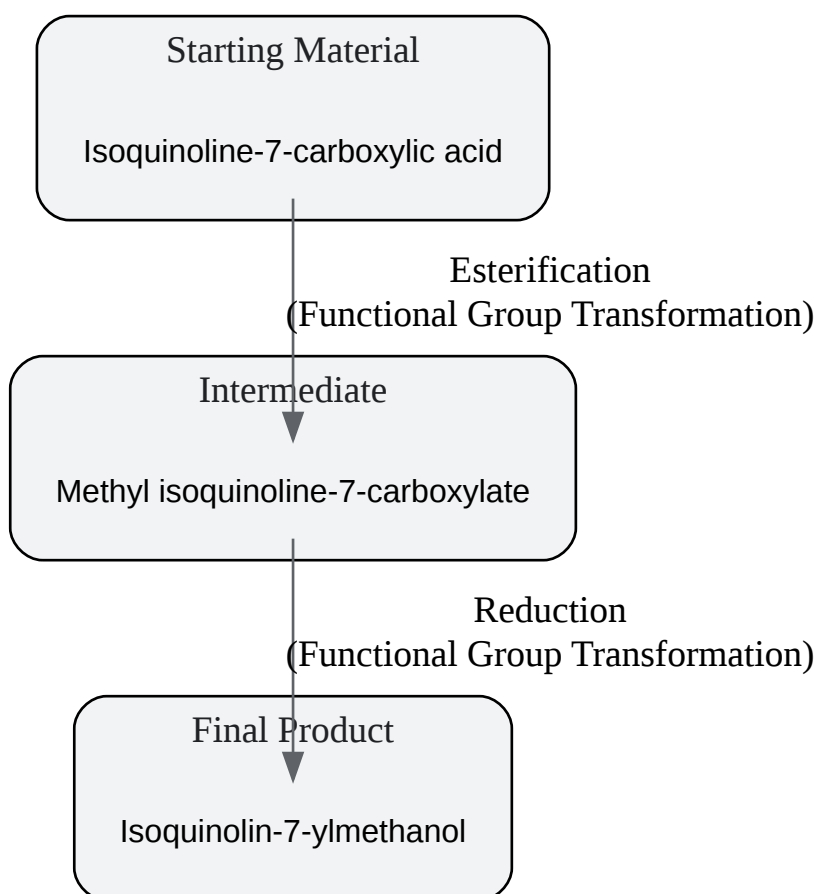 Starting Material
Isoquinoline-7-carboxylic acid
Esterification
(Functional Group Transformation)
Intermediate
Methyl isoquinoline-7-carboxylate
Reduction
(Functional Group Transformation)
Final Product
Isoquinolin-7-ylmethanol